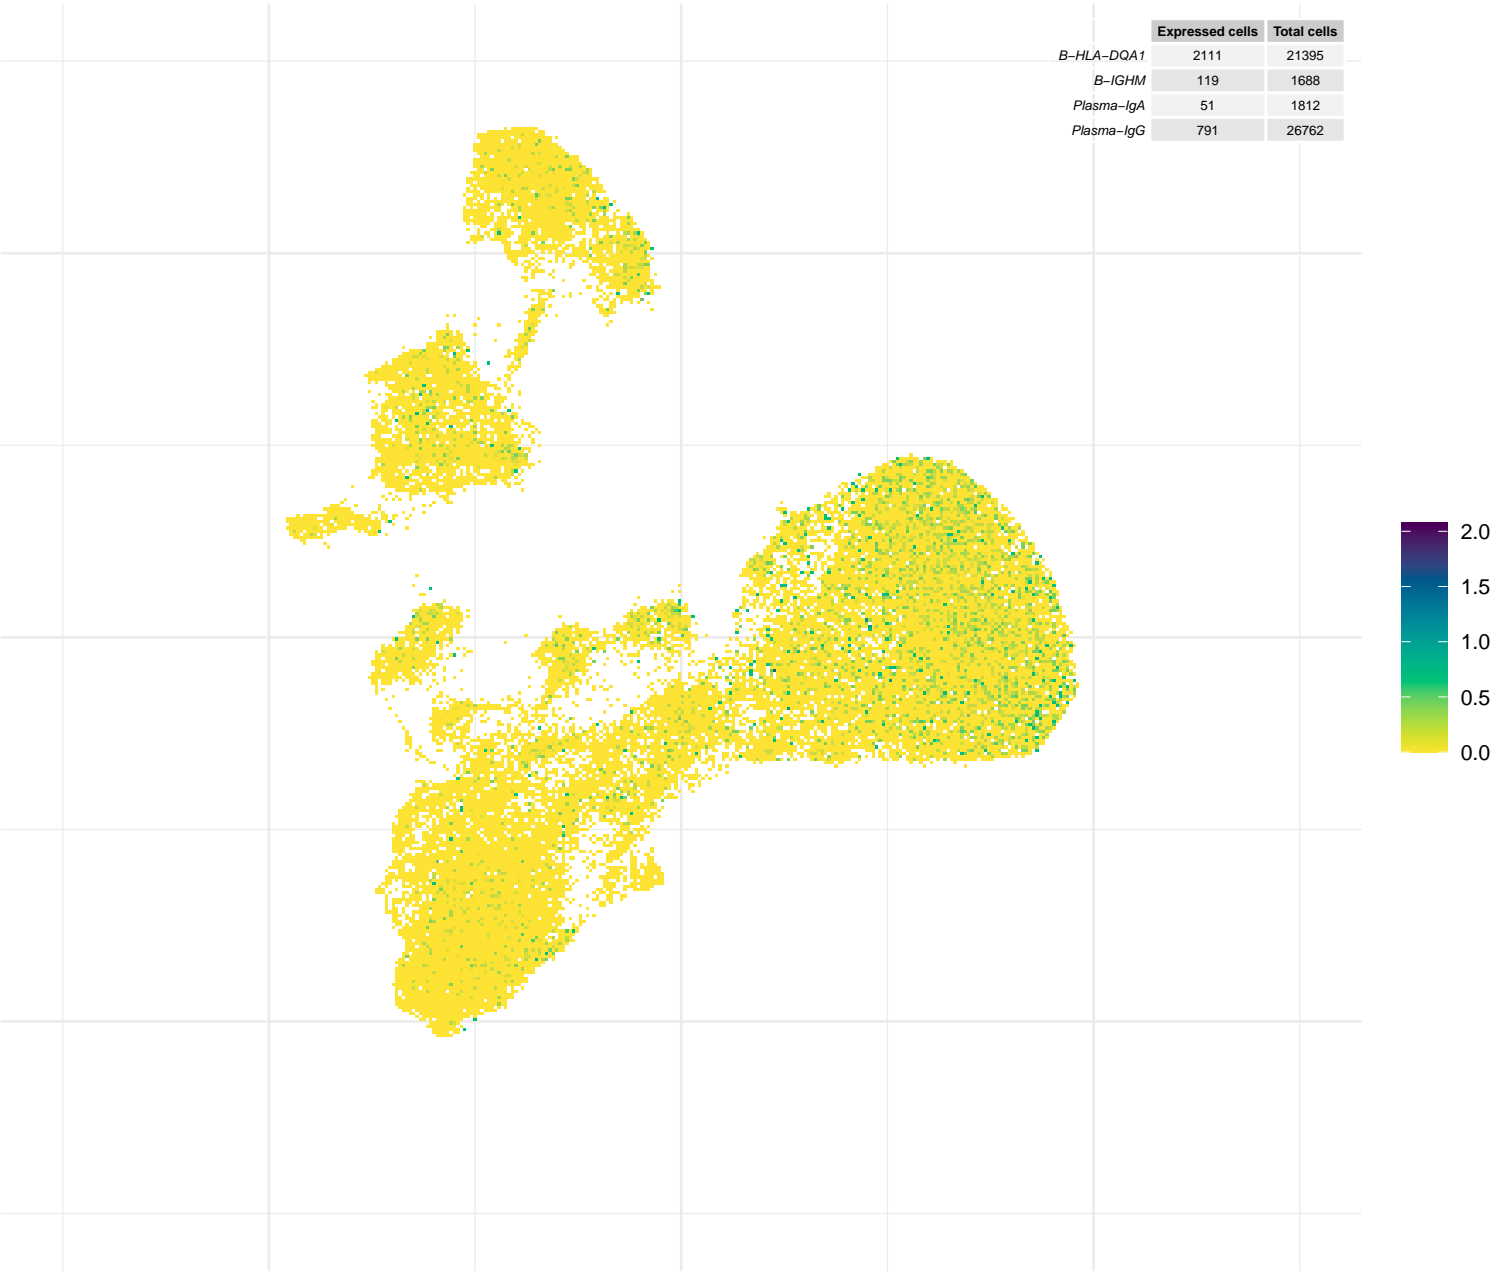 Expressed cells Total cells
B–HLA–DQA1 2111 21395
B–IGHM 119 1688
Plasma–IgA 51 1812
Plasma–IgG 791 26762
2.0
1.5
1.0
0.5
0.0